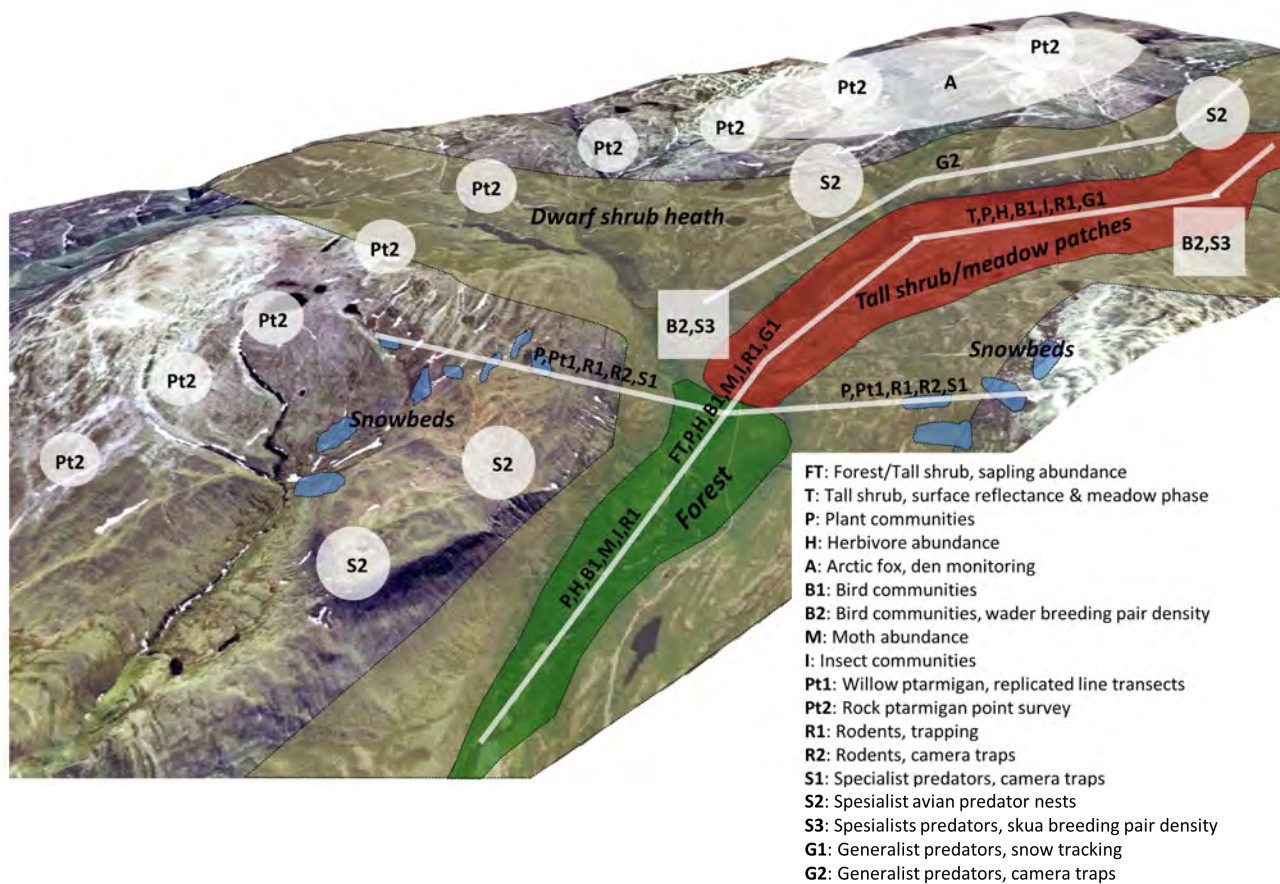 Pt2
Pt2
A
Pt2
S2
Pt2
G2
S2
Pt2
T,P,H,B1,I,R1,G1
Dwarf shrub heath
Tall shrub/meadow patches
B2,S3
Pt2
Pt2
B2,S3
FT,P,H,B1,M,I,R1,G1
Snowbeds
P,Pt1,R1,R2,S1
Pt2
P,Pt1,R1,R2,S1
Snowbeds
Pt2
S2
Forest
P,H,B1,M,I,R1
S2
FT: Forest/Tall shrub, sapling abundance
T: Tall shrub, surface reflectance & meadow phase
P: Plant communities
H: Herbivore abundance
A: Arctic fox, den monitoring
B1: Bird communities
B2: Bird communities, wader breeding pair density
M: Moth abundance
I: Insect communities
Pt1: Willow ptarmigan, replicated line transects
Pt2: Rock ptarmigan point survey
R1: Rodents, trapping
R2: Rodents, camera traps
S1: Specialist predators, camera traps
S2: Spesialist avian predator nests
S3: Spesialists predators, skua breeding pair density
G1: Generalist predators, snow tracking
G2: Generalist predators, camera traps